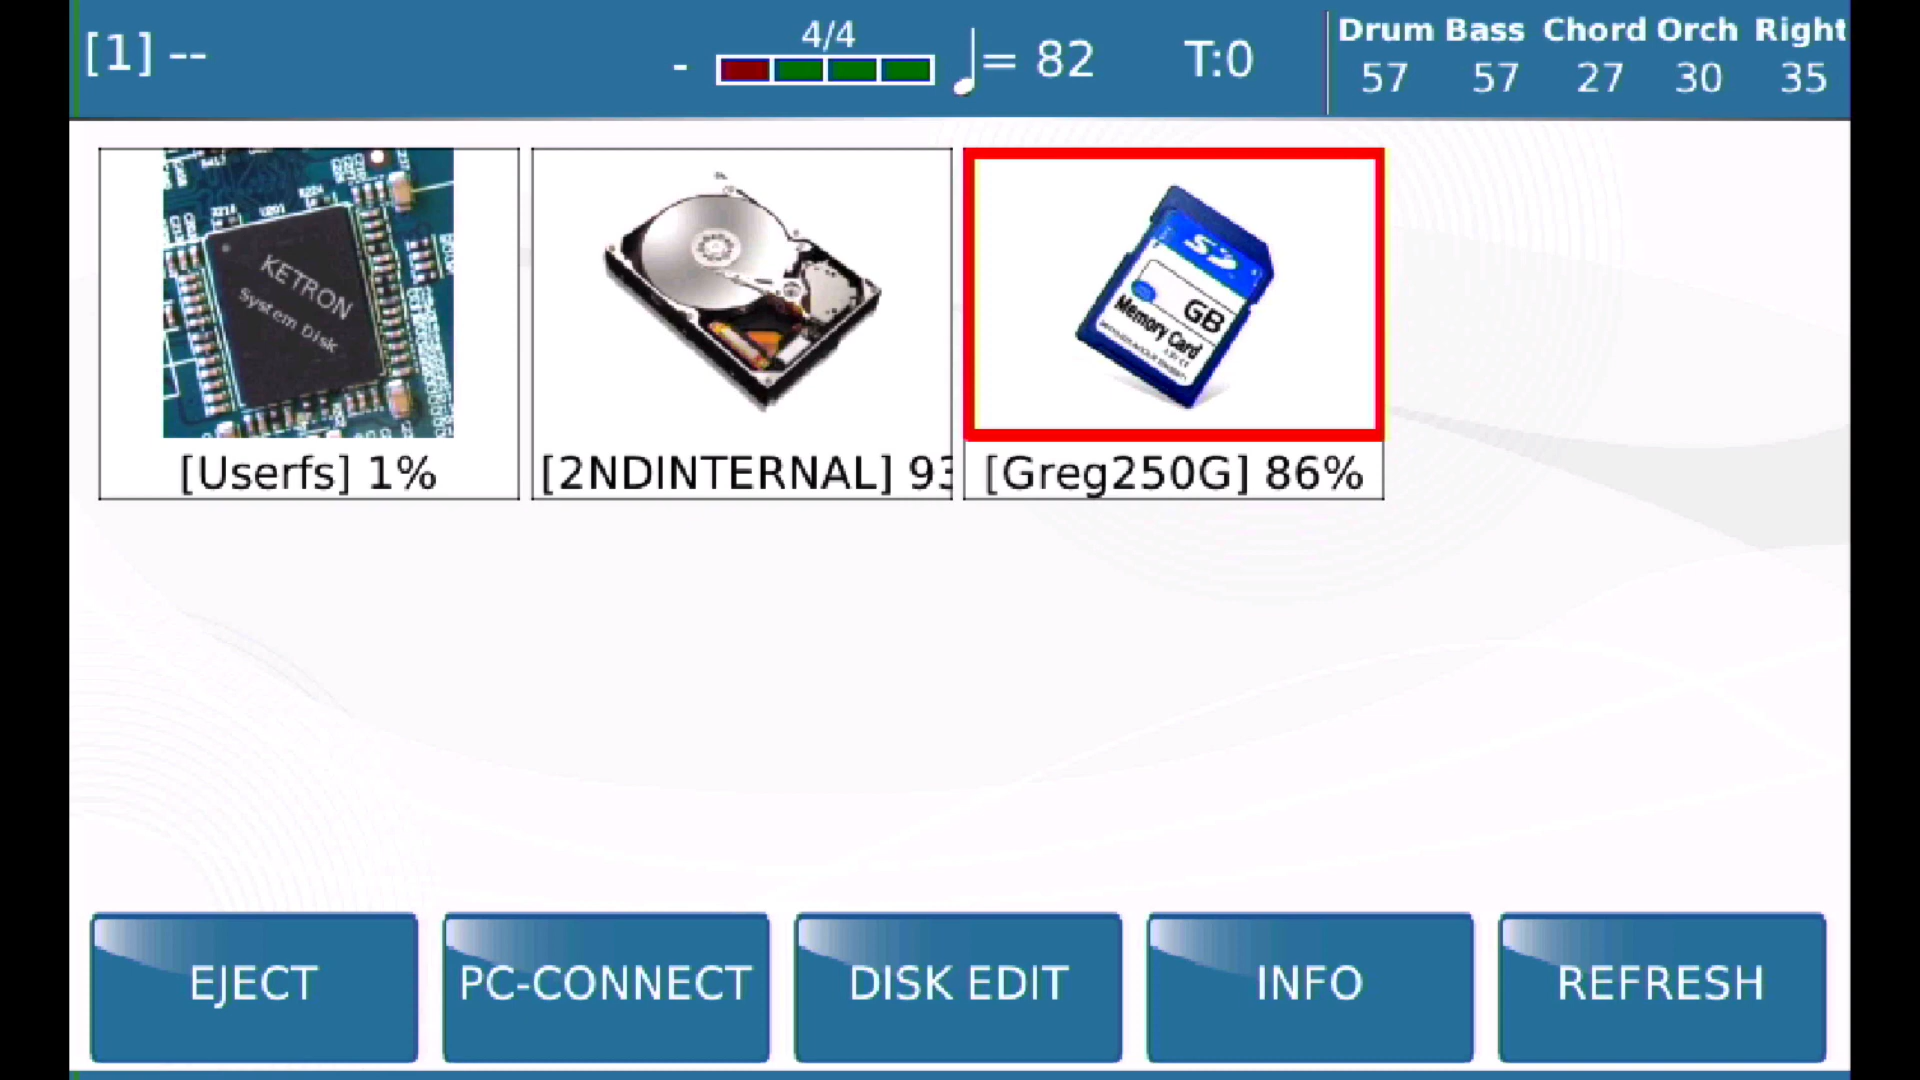 [1] --
4/4
- ♩= 82
T:0
Drum Bass Chord Orch Right
57 57 27 30 35
KETRON
System Disk
SD
GB
Memory Card
[Userfs] 1%
[2NDINTERNAL] 93
[Greg250G] 86%
EJECT
PC-CONNECT
DISK EDIT
INFO
REFRESH